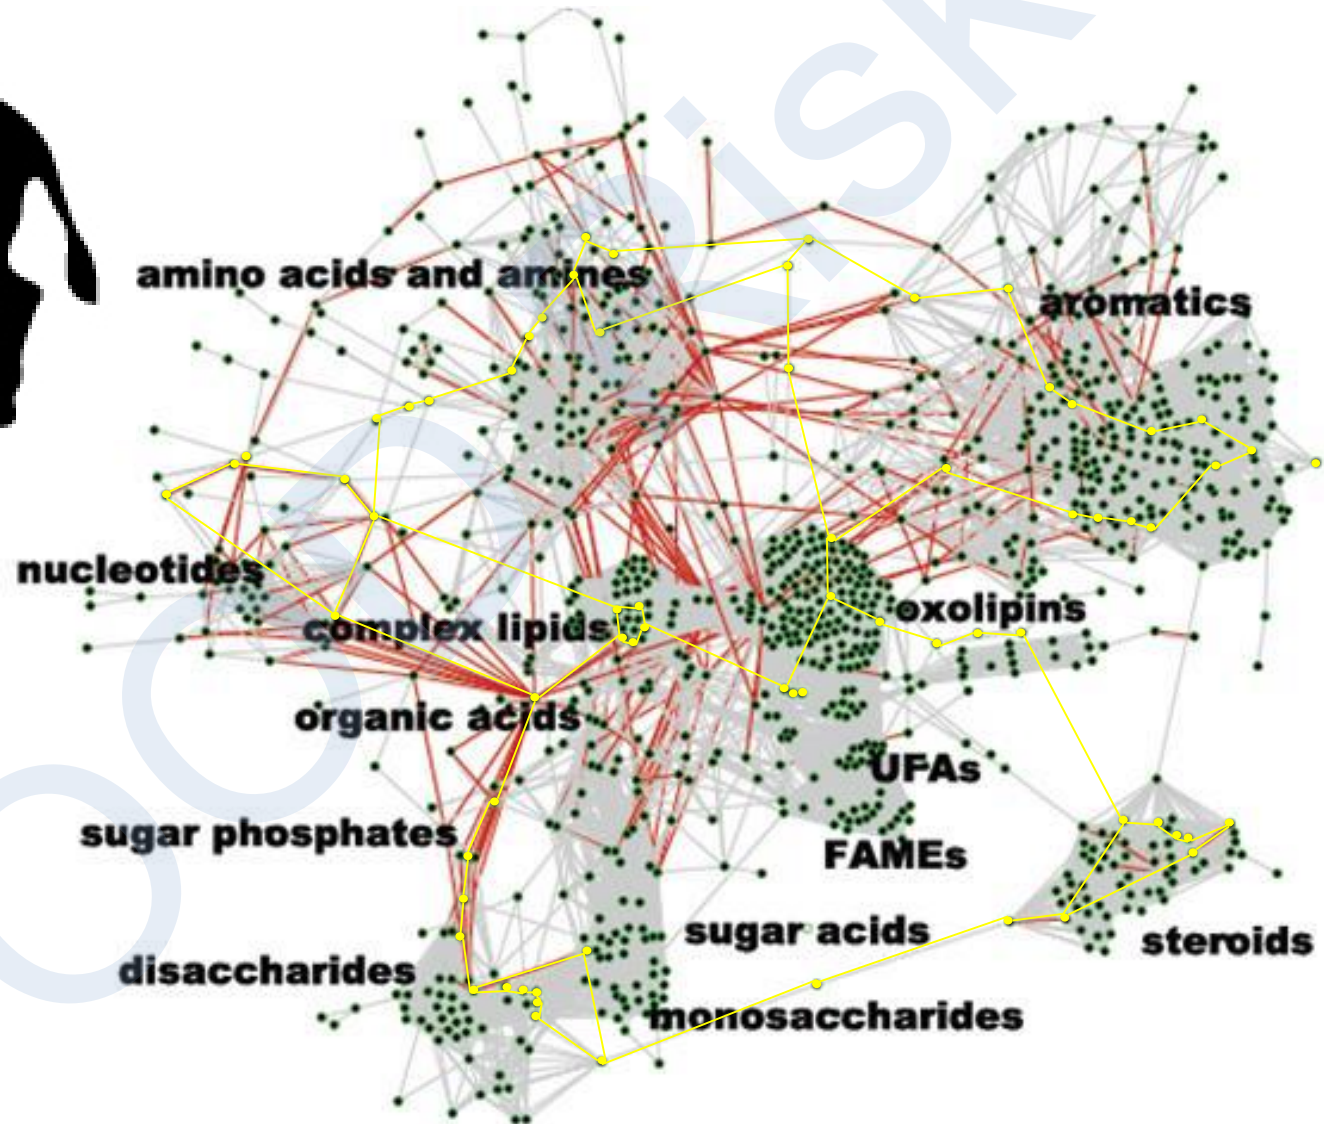 amino acids and amines
aromatics
nucleotides
complex lipids
oxolipins
organic acids
UFAs
sugar phosphates
FAMEs
sugar acids
steroids
disaccharides
monosaccharides